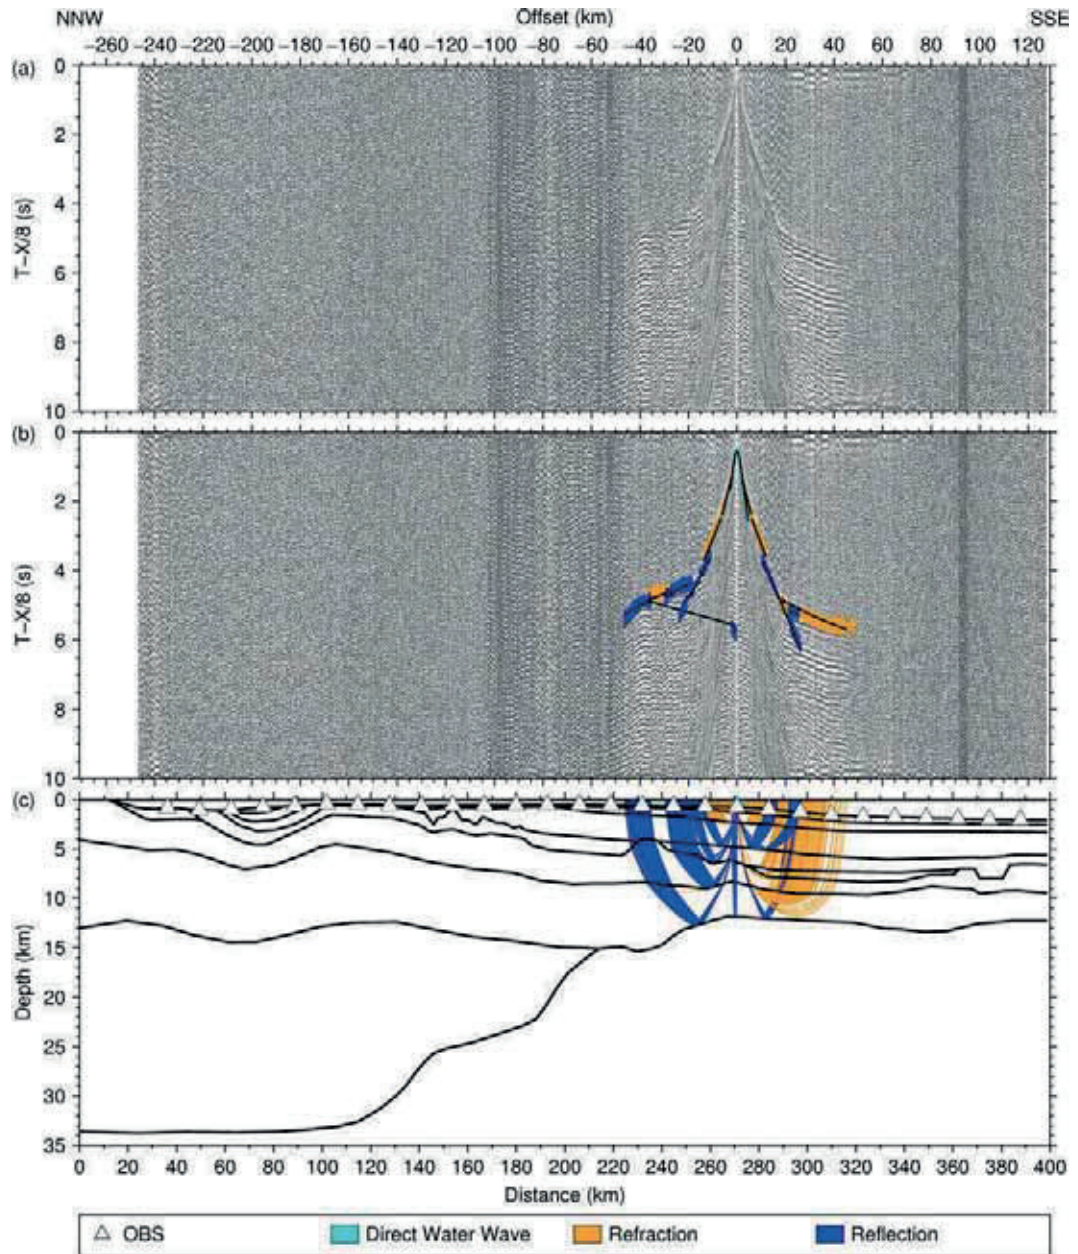 NNW Offset (km) SSE
−260 −240 −220 −200 −180 −160 −140 −120 −100 −80 −60 −40 −20 0 20 40 60 80 100 120
(a)
0
2
4
6
8
10
T-X/8 (s)
(b)
0
2
4
6
8
10
T-X/8 (s)
(c)
0
5
10
15
20
25
30
35
Depth (km)
0 20 40 60 80 100 120 140 160 180 200 220 240 260 280 300 320 340 360 380 400
Distance (km)
OBS Direct Water Wave Refraction Reflection